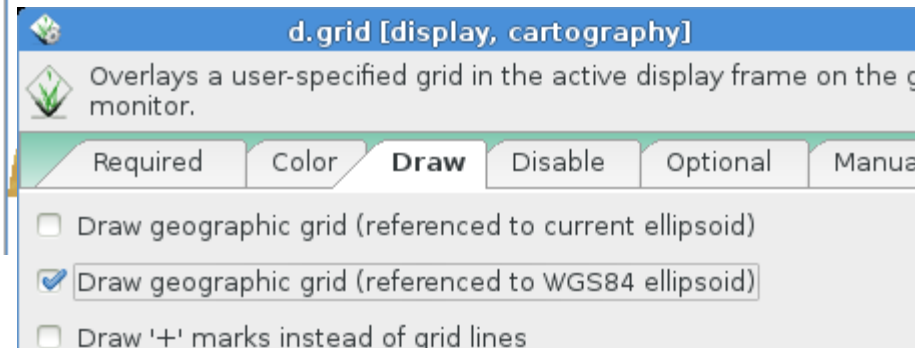 d.grid [display, cartography]
Overlays a user-specified grid in the active display frame on the
monitor.
Required Color Draw Disable Optional
Draw geographic grid (referenced to current ellipsoid)
Draw geographic grid (referenced to WGS84 ellipsoid)
Draw '+' marks instead of grid lines